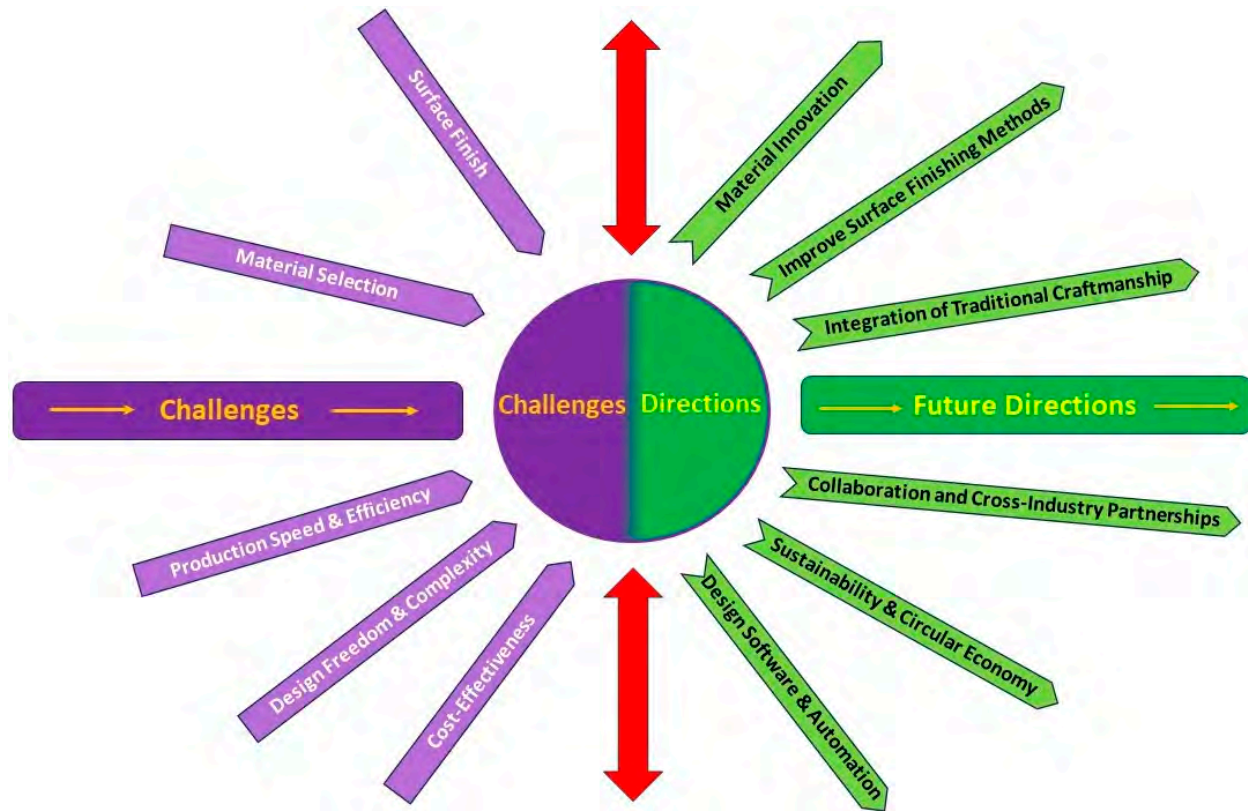 Surface Finish
Material Selection
Challenges
Production Speed & Efficiency
Design Freedom & Complexity
Cost-Effectiveness
Challenges
Directions
Material Innovation
Improve Surface Finishing Methods
Integration of Traditional Craftmanship
Future Directions
Collaboration and Cross-Industry Partnerships
Sustainability & Circular Economy
Design Software & Automation